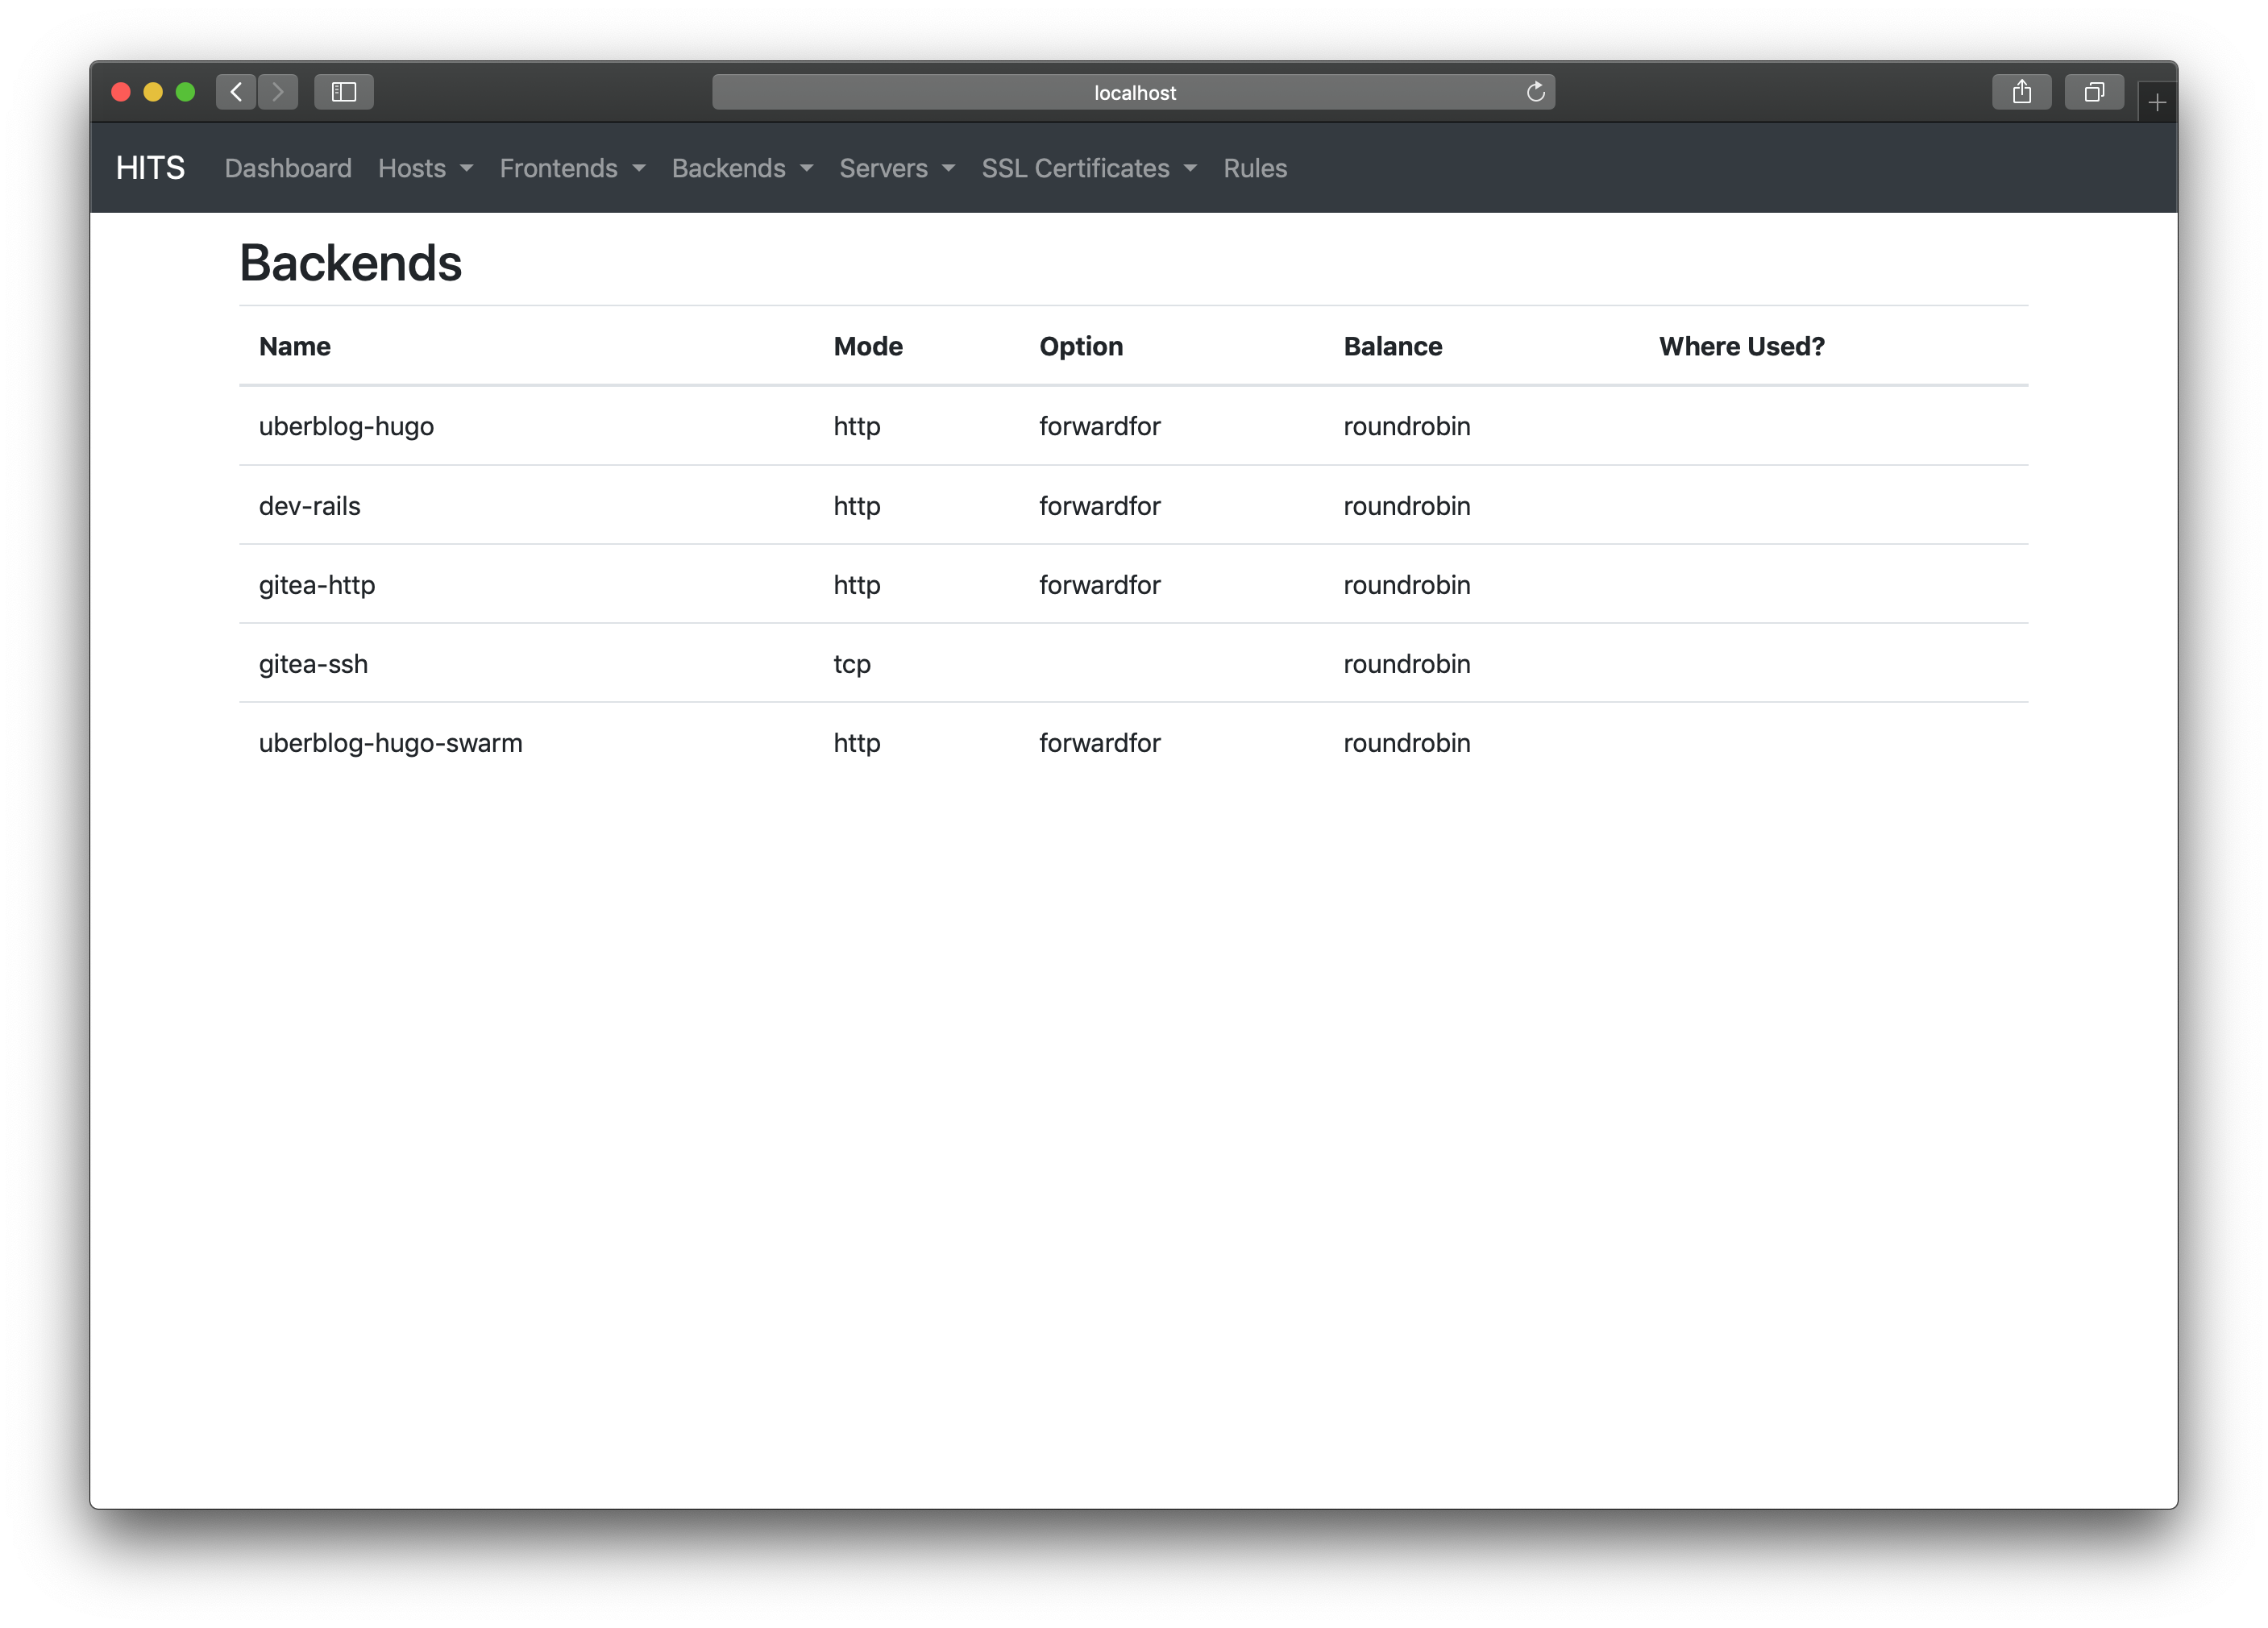 localhost
HITS Dashboard Hosts Frontends Backends Servers SSL Certificates Rules
Backends
Name Mode Option Balance Where Used?
uberblog-hugo http forwardfor roundrobin
dev-rails http forwardfor roundrobin
gitea-http http forwardfor roundrobin
gitea-ssh tcp roundrobin
uberblog-hugo-swarm http forwardfor roundrobin